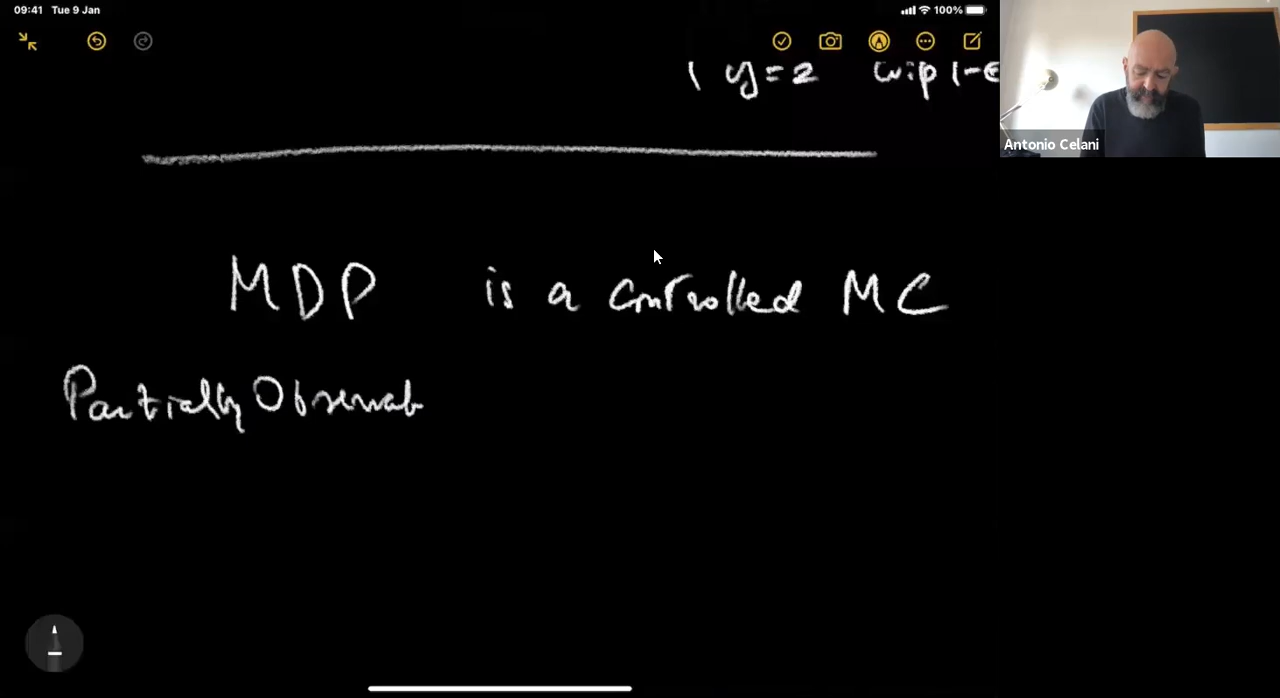 09:41 Tue 9 Jan
100%
y=2 w.p 1-ϵ
Antonio Celani
MDP is a controlled MC
Partially Observab